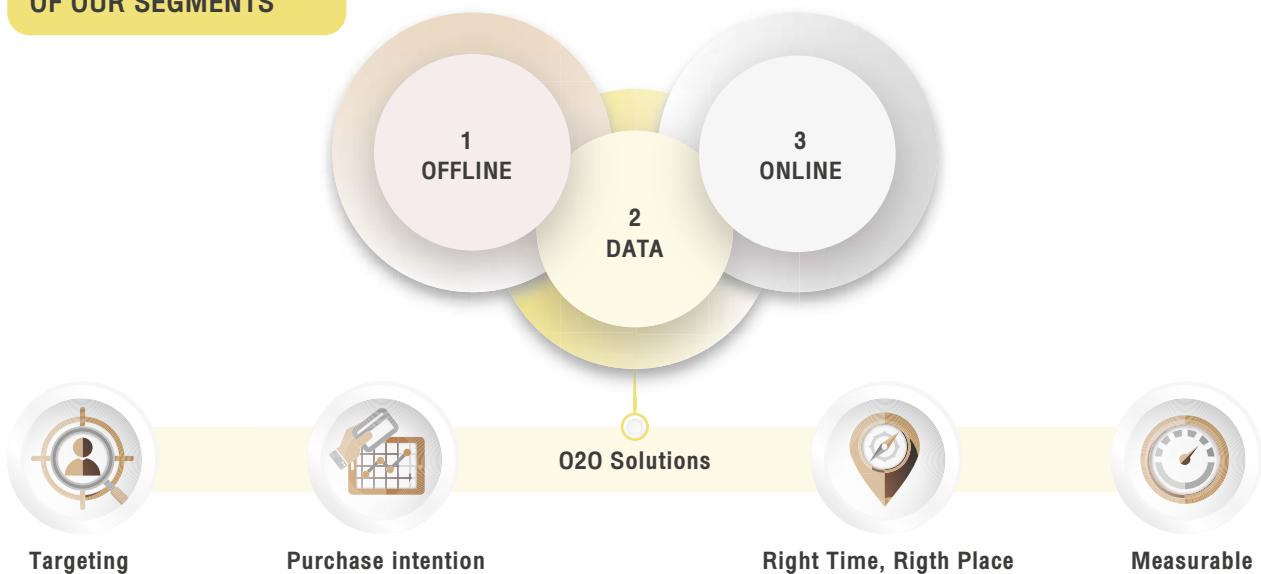 OF OUR SEGMENTS
1
OFFLINE
3
ONLINE
2
DATA
O2O Solutions
Targeting
Purchase intention
Right Time, Rigth Place
Measurable